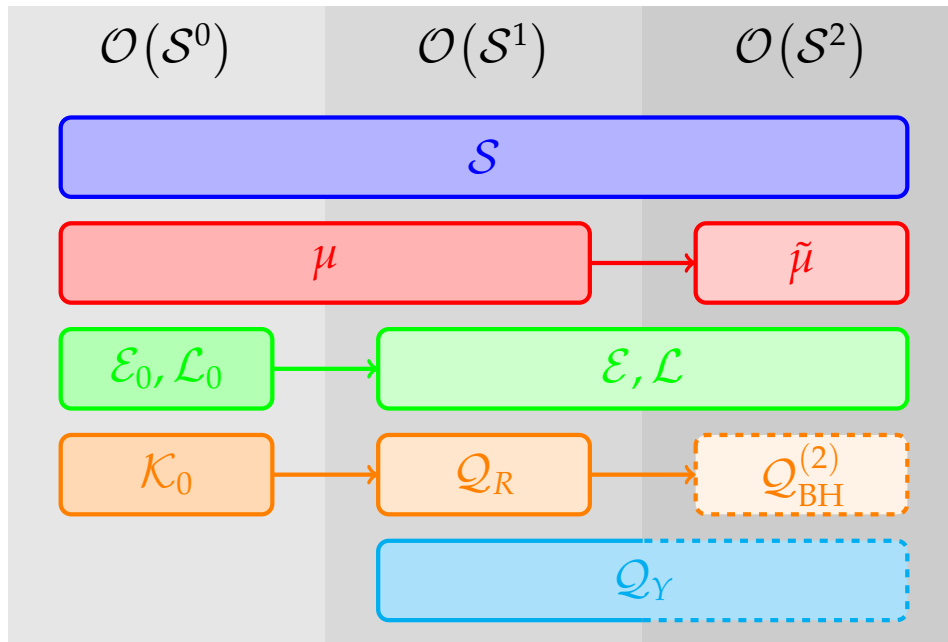 𝒪(𝒮⁰) 𝒪(𝒮¹) 𝒪(𝒮²)
𝒮
μ μ̃
ℰ₀, ℒ₀ ℰ, ℒ
𝒦₀ 𝒬_R 𝒬_BH^(2)
𝒬_Y